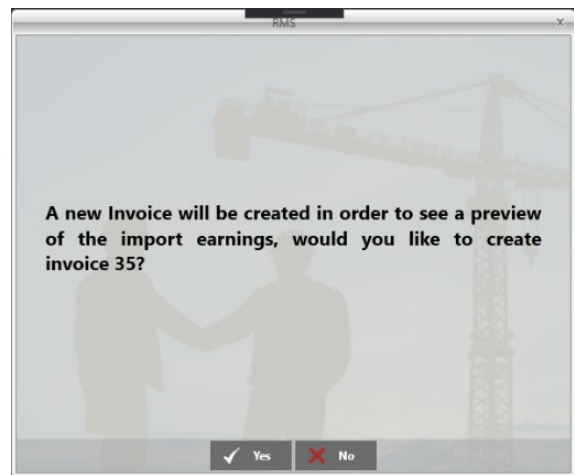 RMS
x
A new Invoice will be created in order to see a preview
of the import earnings, would you like to create
invoice 35?
Yes No